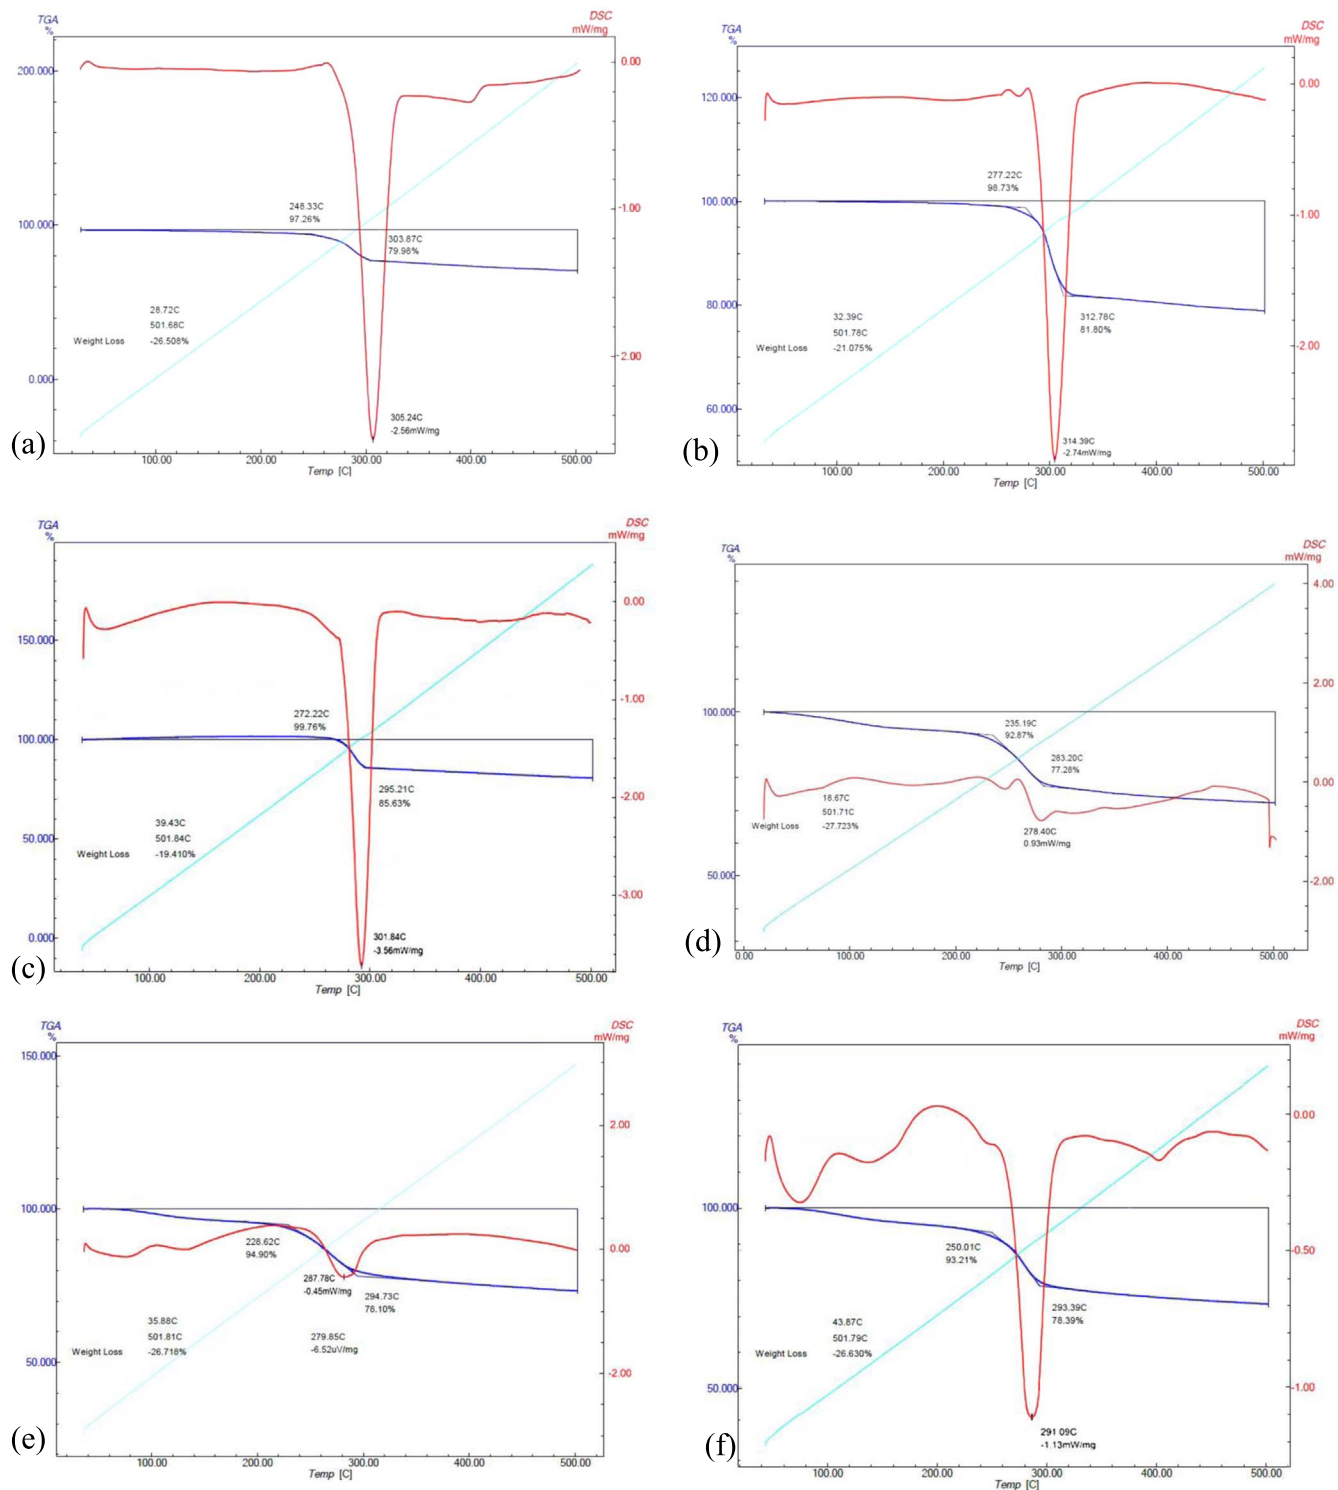 TGA
%
DSC
mW/mg
200.000
100.000
0.000
0.00
-1.00
-2.00
248.33C
97.26%
303.87C
79.98%
28.72C
501.68C
Weight Loss -26.508%
305.24C
-2.56mW/mg
100.00 200.00 300.00 400.00 500.00
Temp [C]
(a)
TGA
%
DSC
mW/mg
120.000
100.000
80.000
60.000
0.00
-1.00
-2.00
277.22C
98.73%
32.39C
501.78C
Weight Loss -21.075%
312.78C
81.80%
314.39C
-2.74mW/mg
100.00 200.00 300.00 400.00 500.00
Temp [C]
(b)
TGA
%
DSC
mW/mg
150.000
100.000
50.000
0.000
0.00
-1.00
-2.00
-3.00
272.22C
99.76%
295.21C
85.63%
39.43C
501.84C
Weight Loss -19.410%
301.84C
-3.56mW/mg
100.00 200.00 300.00 400.00 500.00
Temp [C]
(c)
TGA
%
DSC
mW/mg
100.000
50.000
4.00
2.00
0.00
-2.00
235.19C
92.87%
283.20C
77.28%
18.67C
501.71C
Weight Loss -27.723%
278.40C
0.93mW/mg
0.00 100.00 200.00 300.00 400.00 500.00
Temp [C]
(d)
TGA
%
DSC
mW/mg
150.000
100.000
50.000
2.00
0.00
-2.00
228.62C
94.90%
287.78C
-0.45mW/mg
294.73C
78.10%
35.88C
501.81C
Weight Loss -26.718%
279.85C
-6.52uV/mg
100.00 200.00 300.00 400.00 500.00
Temp [C]
(e)
TGA
%
DSC
mW/mg
100.000
50.000
0.00
-0.50
-1.00
250.01C
93.21%
293.39C
78.39%
43.87C
501.79C
Weight Loss -26.630%
291.09C
-1.13mW/mg
100.00 200.00 300.00 400.00 500.00
Temp [C]
(f)